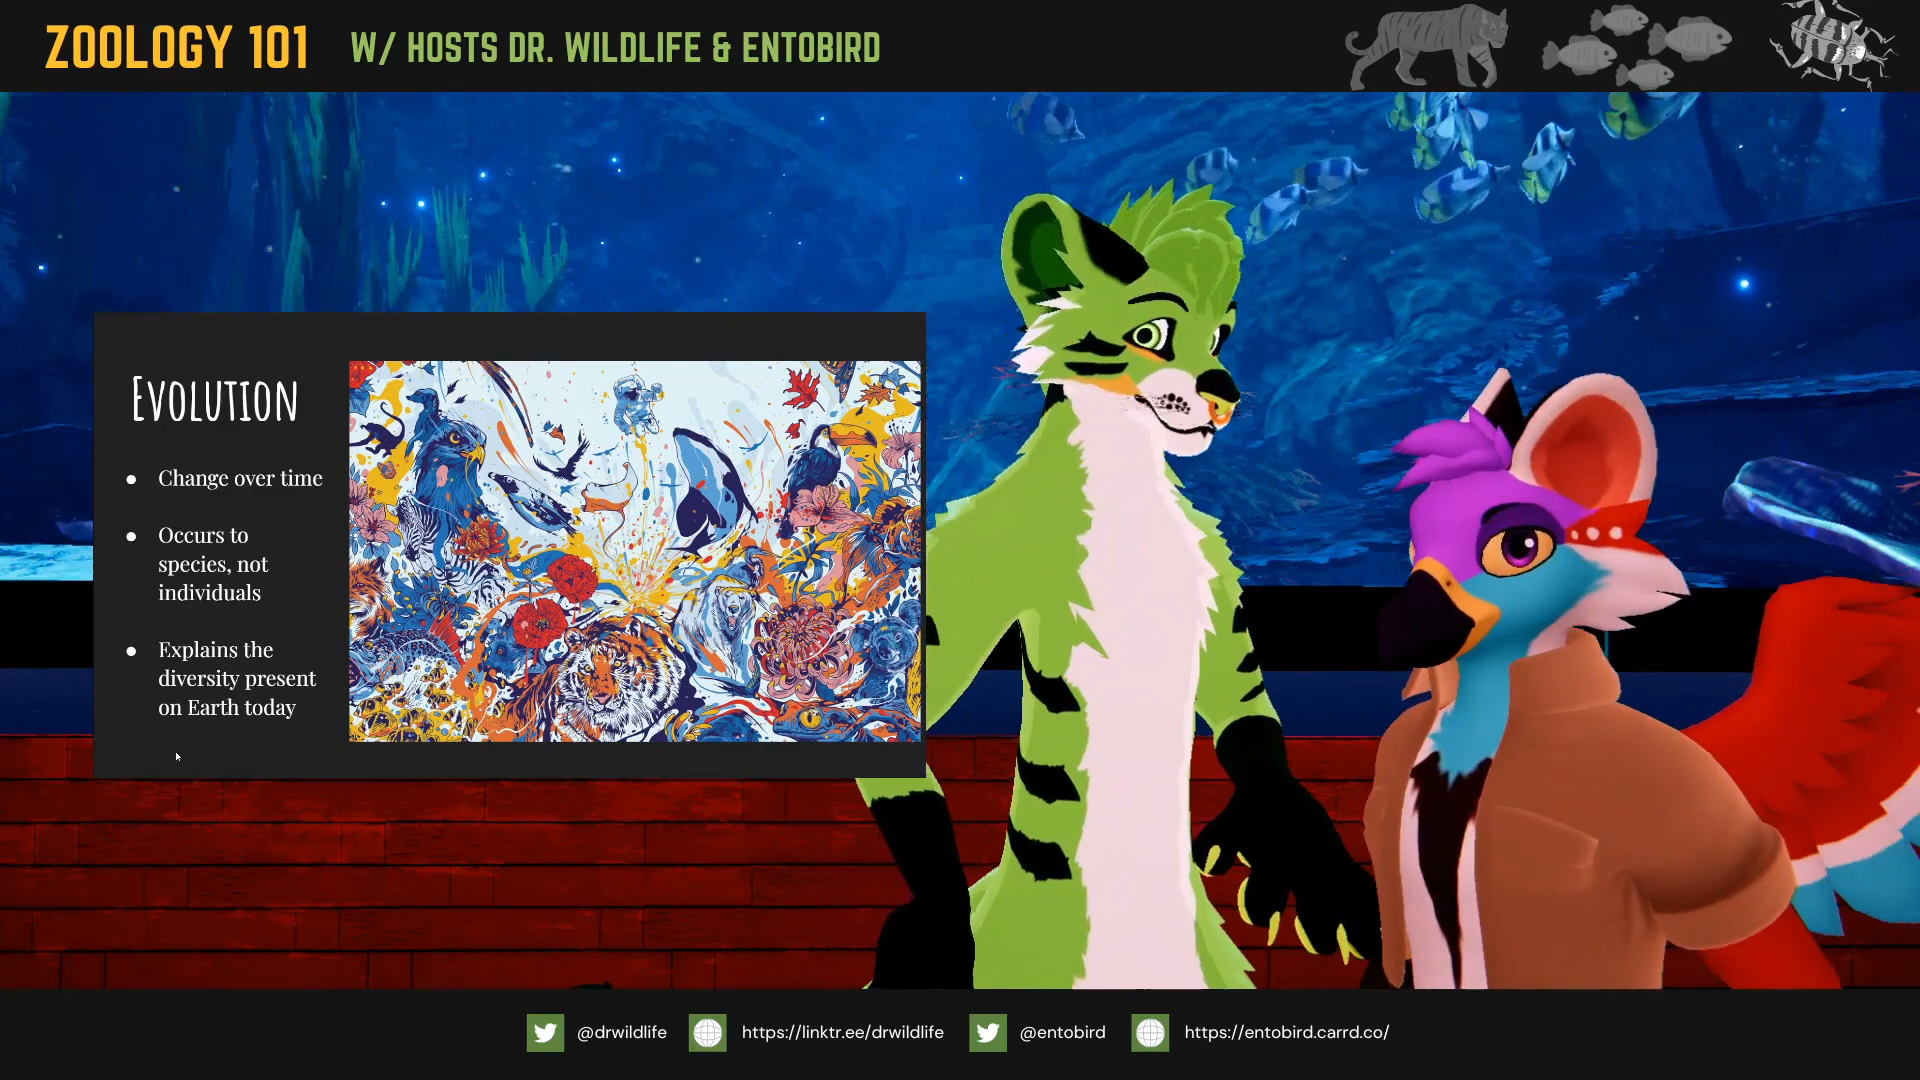 ZOOLOGY 101 W/ HOSTS DR. WILDLIFE & ENTOBIRD
Evolution
● Change over time
● Occurs to
species, not
individuals
● Explains the
diversity present
on Earth today
@drwildlife https://linktr.ee/drwildlife @entobird https://entobird.carrd.co/